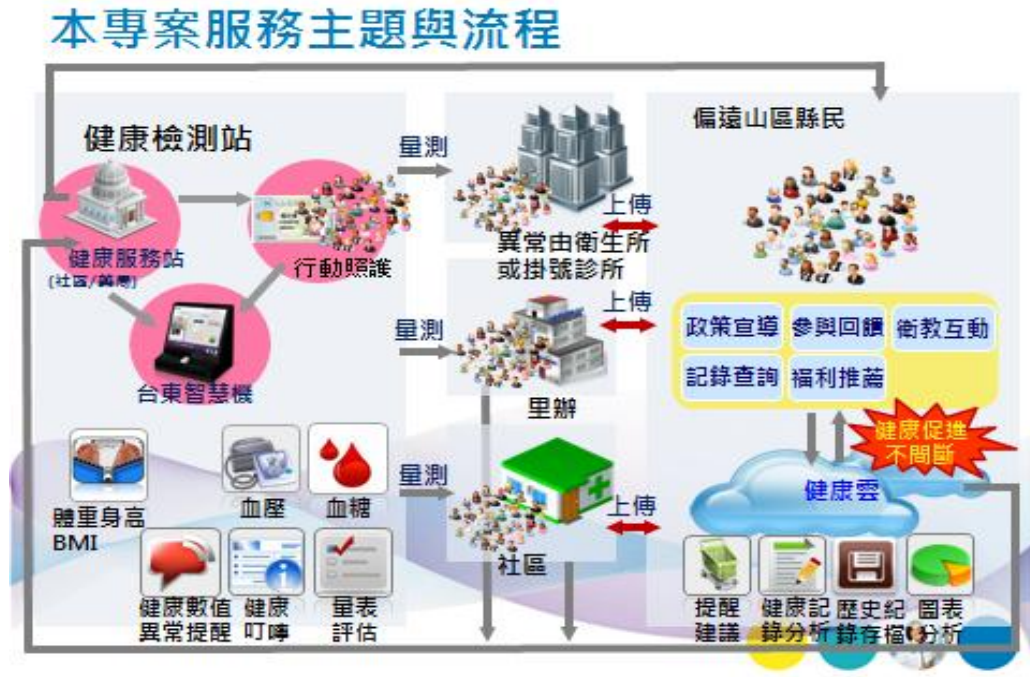 本專案服務主題與流程
健康檢測站
健康服務站
(社區/藥局)
行動照護
台東智慧機
體重身高
BMI
血壓
血糖
健康數值
異常提醒
健康
叮嚀
量表
評估
量測
異常由衛生所
或掛號診所
上傳
量測
里辦
上傳
量測
社區
上傳
偏遠山區縣民
政策宣導
參與回饋
衛教互動
記錄查詢
福利推薦
健康促進
不間斷
健康雲
提醒
建議
健康記
錄分析
歷史紀
錄存檔
圖表
分析